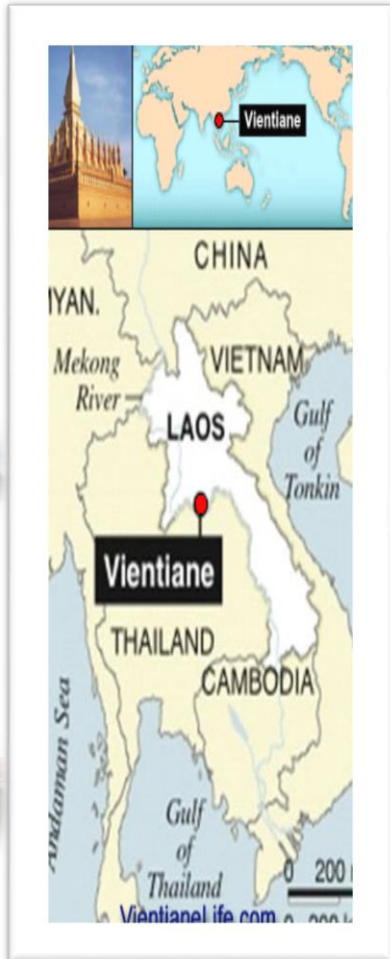 Vientiane
CHINA
YAN.
Mekong
River
VIETNAM
LAOS
Gulf
of
Tonkin
Vientiane
THAILAND
CAMBODIA
Andaman Sea
Gulf
of
Thailand
0 200
VientianeLife.com